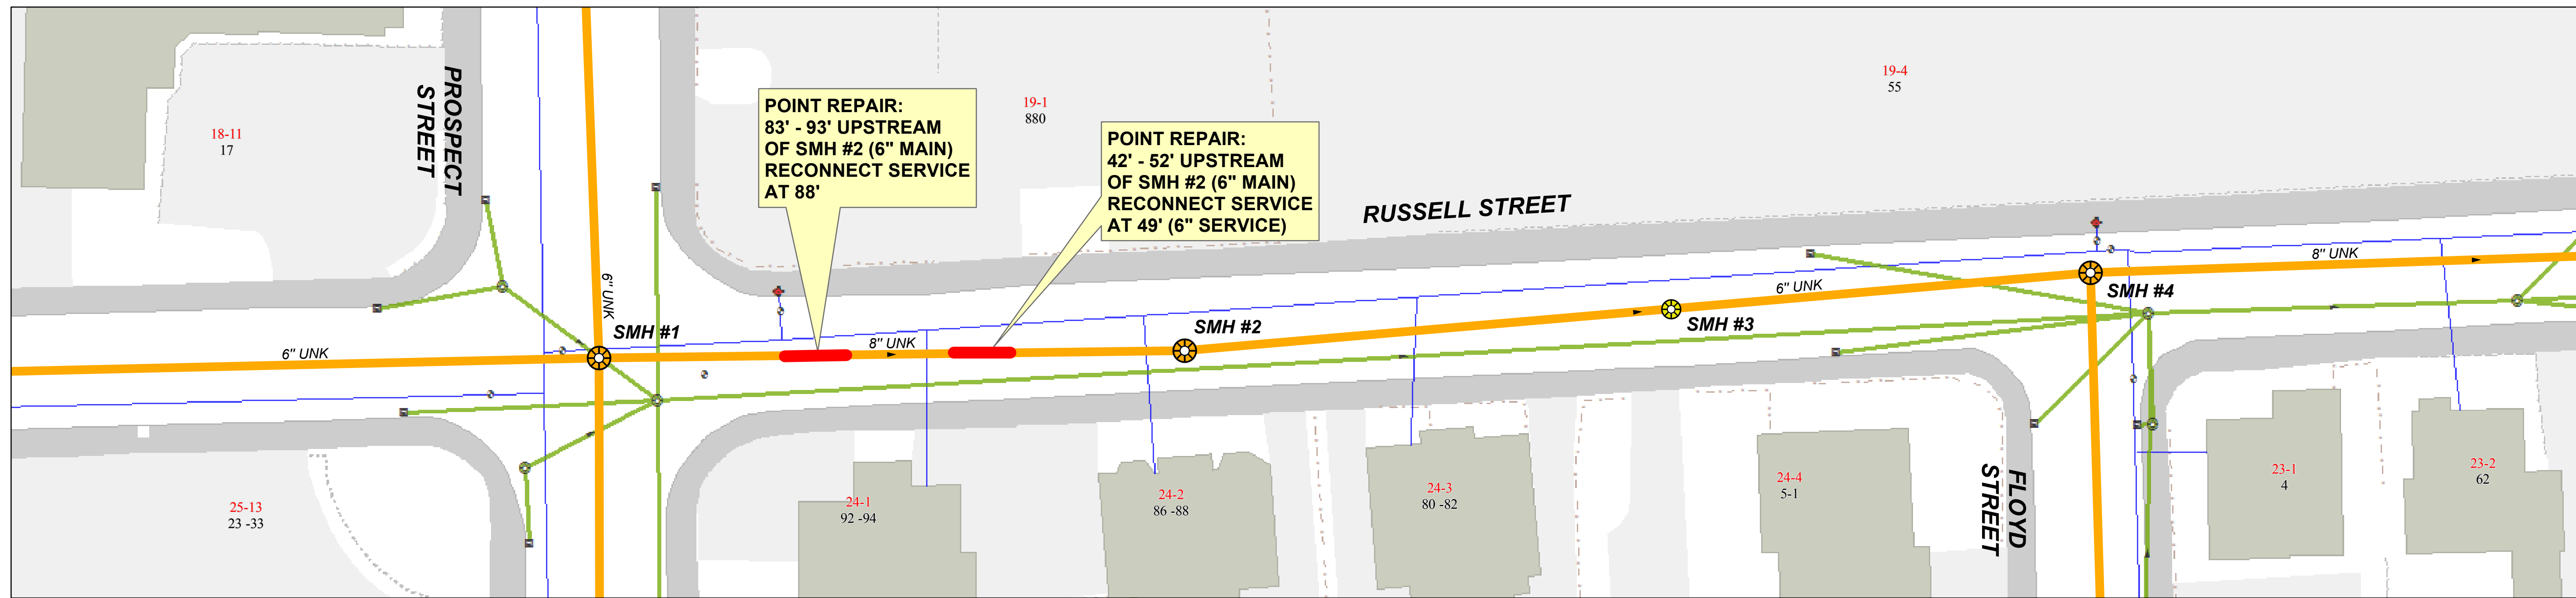 18-11
17
PROSPECT
STREET
POINT REPAIR:
83' - 93' UPSTREAM
OF SMH #2 (6" MAIN)
RECONNECT SERVICE
AT 88'
19-1
880
POINT REPAIR:
42' - 52' UPSTREAM
OF SMH #2 (6" MAIN)
RECONNECT SERVICE
AT 49' (6" SERVICE)
RUSSELL STREET
19-4
55
6" UNK
SMH #1
6" UNK
8" UNK
SMH #2
SMH #3
6" UNK
SMH #4
8" UNK
25-13
23 -33
24-1
92 -94
24-2
86 -88
24-3
80 -82
24-4
5-1
FLOYD
STREET
23-1
4
23-2
62